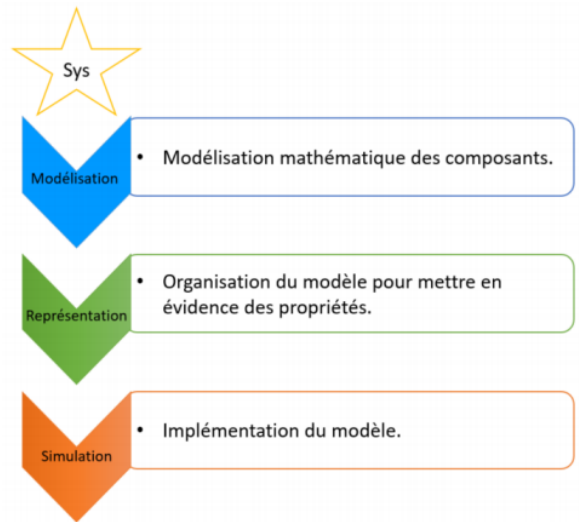 Sys
Modélisation
• Modélisation mathématique des composants.
Représentation
• Organisation du modèle pour mettre en
évidence des propriétés.
Simulation
• Implémentation du modèle.